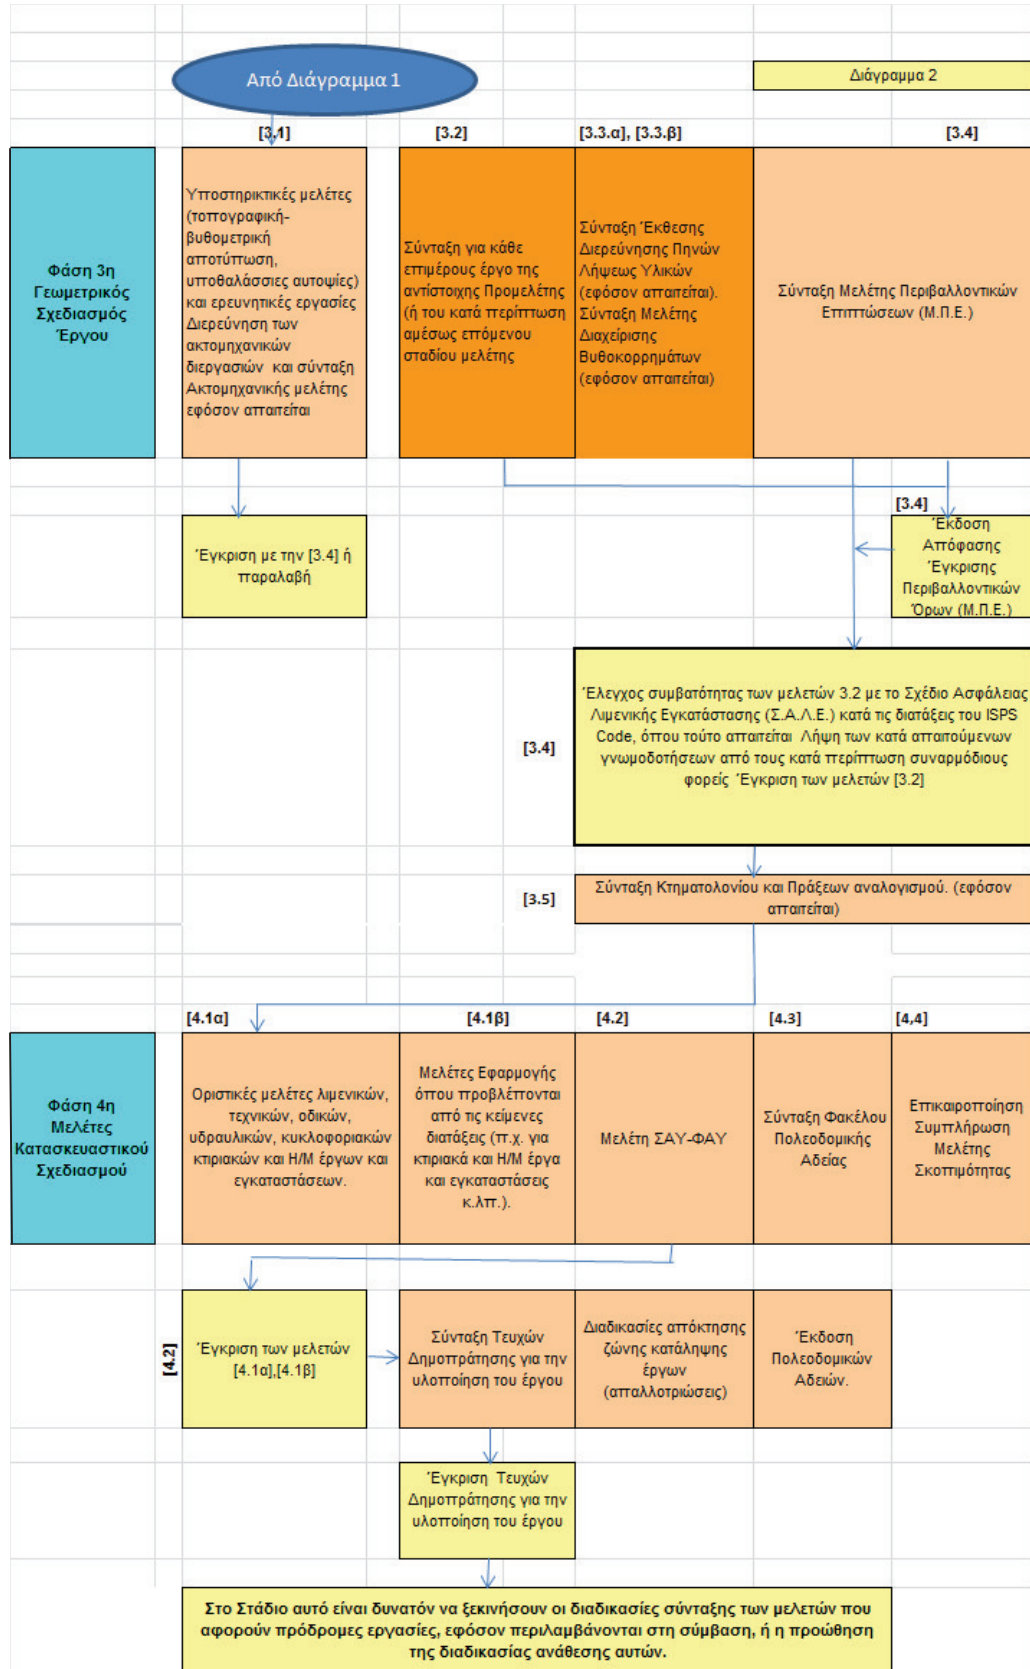 Από Διάγραμμα 1
Διάγραμμα 2
[3.1]
[3.2]
[3.3.α], [3.3.β]
[3.4]
Φάση 3η
Γεωμετρικός
Σχεδιασμός
Έργου
Υποστηρικτικές μελέτες
(τοπογραφική-
βυθομετρική
αποτύπωση,
υποθαλάσσιες αυτοψίες)
και ερευνητικές εργασίες
Διερεύνηση των
ακτομηχανικών
διεργασιών και σύνταξη
Ακτομηχανικής μελέτης
εφόσον απαιτείται
Σύνταξη για κάθε
επιμέρους έργο της
αντίστοιχης Προμελέτης
(ή του κατά περίπτωση
αμέσως επόμενου
σταδίου μελέτης
Σύνταξη Έκθεσης
Διερεύνησης Πηνών
Λήψεως Υλικών
(εφόσον απαιτείται).
Σύνταξη Μελέτης
Διαχείρισης
Βυθοκορρημάτων
(εφόσον απαιτείται)
Σύνταξη Μελέτης Περιβαλλοντικών
Επιπτώσεων (Μ.Π.Ε.)
[3.4]
Έγκριση με την [3.4] ή
παραλαβή
Έκδοση
Απόφασης
Έγκρισης
Περιβαλλοντικών
Όρων (Μ.Π.Ε.)
[3.4]
Έλεγχος συμβατότητας των μελετών 3.2 με το Σχέδιο Ασφάλειας
Λιμενικής Εγκατάστασης (Σ.Α.Λ.Ε.) κατά τις διατάξεις του ISPS
Code, όπου τούτο απαιτείται Λήψη των κατά απαιτούμενων
γνωμοδοτήσεων από τους κατά περίπτωση συναρμόδιους
φορείς Έγκριση των μελετών [3.2]
[3.5]
Σύνταξη Κτηματολονίου και Πράξεων αναλογισμού. (εφόσον
απαιτείται)
[4.1α]
[4.1β]
[4.2]
[4.3]
[4,4]
Φάση 4η
Μελέτες
Κατασκευαστικού
Σχεδιασμού
Οριστικές μελέτες λιμενικών,
τεχνικών, οδικών,
υδραυλικών, κυκλοφοριακών
κτιριακών και Η/Μ έργων και
εγκαταστάσεων.
Μελέτες Εφαρμογής
όπου προβλέπονται
από τις κείμενες
διατάξεις (π.χ. για
κτιριακά και Η/Μ έργα
και εγκαταστάσεις
κ.λπ.).
Μελέτη ΣΑΥ-ΦΑΥ
Σύνταξη Φακέλου
Πολεοδομικής
Αδείας
Επικαιροποίηση
Συμπλήρωση
Μελέτης
Σκοπιμότητας
[4.2]
Έγκριση των μελετών
[4.1α],[4.1β]
Σύνταξη Τευχών
Δημοπράτησης για την
υλοποίηση του έργου
Διαδικασίες απόκτησης
ζώνης κατάληψης
έργων
(απαλλοτριώσεις)
Έκδοση
Πολεοδομικών
Αδειών.
Έγκριση Τευχών
Δημοπράτησης για την
υλοποίηση του έργου
Στο Στάδιο αυτό είναι δυνατόν να ξεκινήσουν οι διαδικασίες σύνταξης των μελετών που
αφορούν πρόδρομες εργασίες, εφόσον περιλαμβάνονται στη σύμβαση, ή η προώθηση
της διαδικασίας ανάθεσης αυτών.